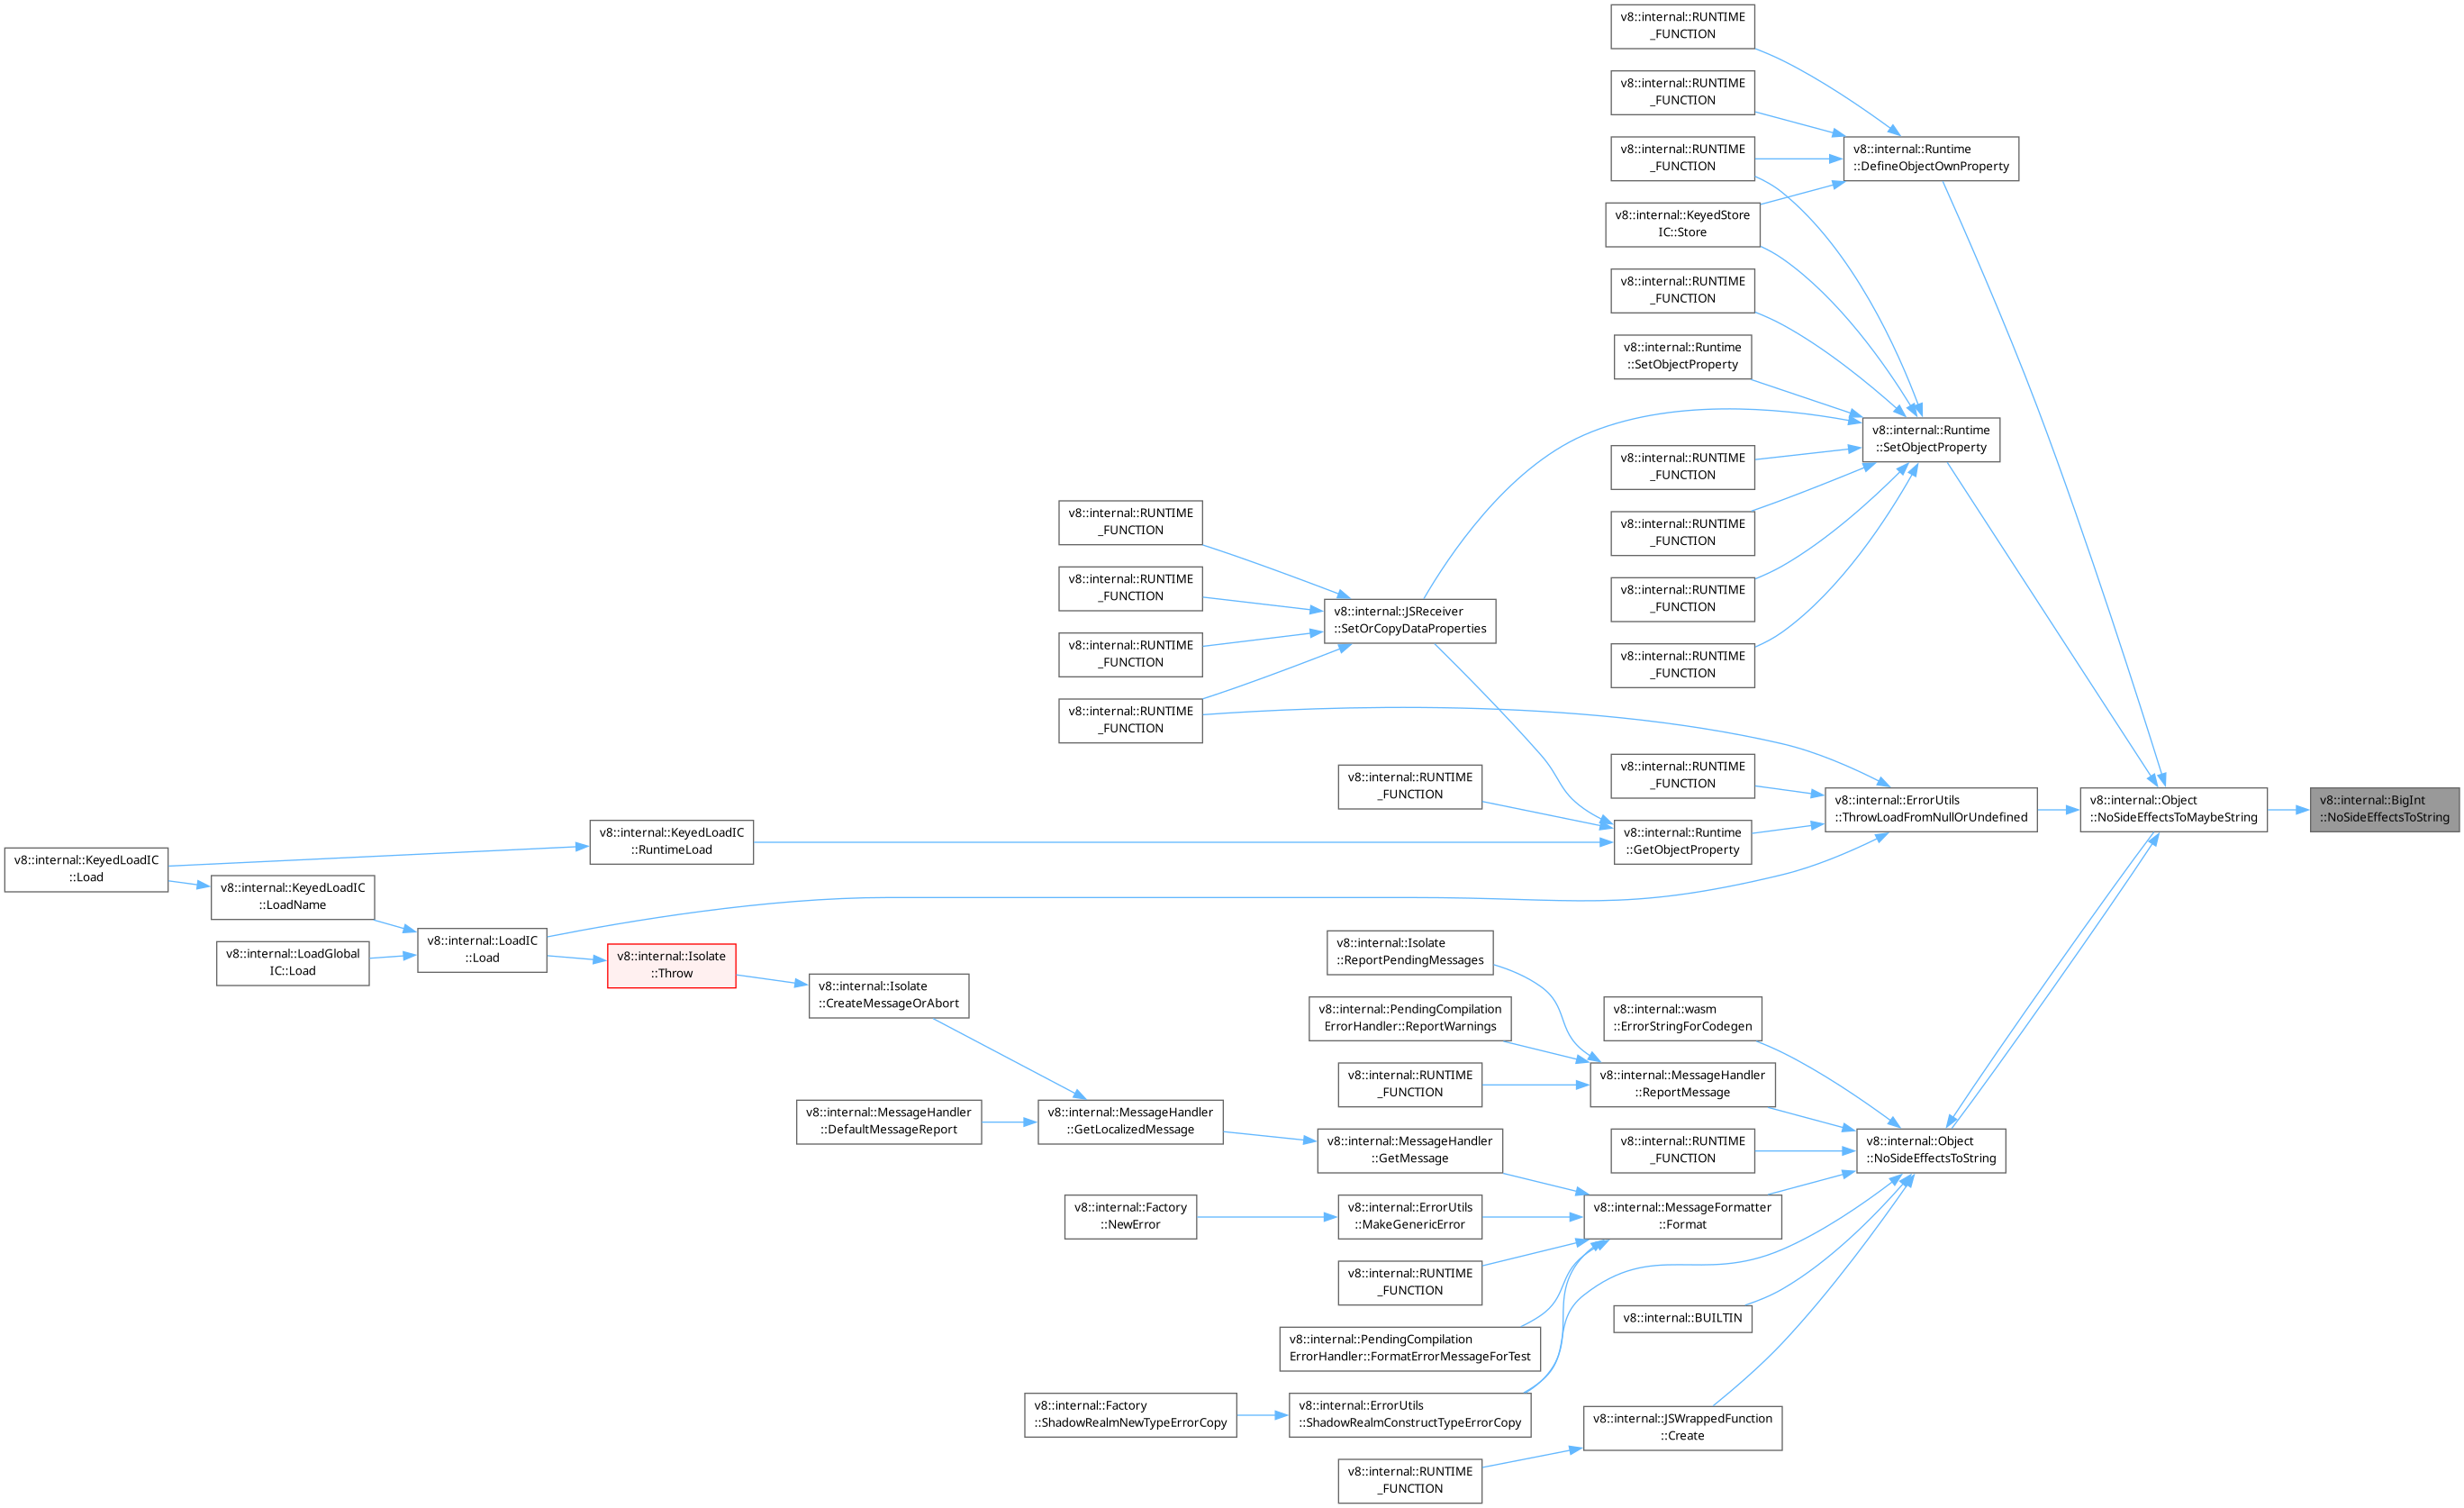 v8::internal::RUNTIME
_FUNCTION
v8::internal::RUNTIME
_FUNCTION
v8::internal::RUNTIME
_FUNCTION
v8::internal::Runtime
::DefineObjectOwnProperty
v8::internal::KeyedStore
IC::Store
v8::internal::RUNTIME
_FUNCTION
v8::internal::Runtime
::SetObjectProperty
v8::internal::Runtime
::SetObjectProperty
v8::internal::RUNTIME
_FUNCTION
v8::internal::RUNTIME
_FUNCTION
v8::internal::RUNTIME
_FUNCTION
v8::internal::RUNTIME
_FUNCTION
v8::internal::RUNTIME
_FUNCTION
v8::internal::RUNTIME
_FUNCTION
v8::internal::JSReceiver
::SetOrCopyDataProperties
v8::internal::RUNTIME
_FUNCTION
v8::internal::RUNTIME
_FUNCTION
v8::internal::RUNTIME
_FUNCTION
v8::internal::RUNTIME
_FUNCTION
v8::internal::ErrorUtils
::ThrowLoadFromNullOrUndefined
v8::internal::Object
::NoSideEffectsToMaybeString
v8::internal::BigInt
::NoSideEffectsToString
v8::internal::KeyedLoadIC
::RuntimeLoad
v8::internal::Runtime
::GetObjectProperty
v8::internal::KeyedLoadIC
::Load
v8::internal::KeyedLoadIC
::LoadName
v8::internal::LoadGlobal
IC::Load
v8::internal::LoadIC
::Load
v8::internal::Isolate
::Throw
v8::internal::Isolate
::CreateMessageOrAbort
v8::internal::Isolate
::ReportPendingMessages
v8::internal::PendingCompilation
ErrorHandler::ReportWarnings
v8::internal::wasm
::ErrorStringForCodegen
v8::internal::RUNTIME
_FUNCTION
v8::internal::MessageHandler
::ReportMessage
v8::internal::MessageHandler
::DefaultMessageReport
v8::internal::MessageHandler
::GetLocalizedMessage
v8::internal::MessageHandler
::GetMessage
v8::internal::RUNTIME
_FUNCTION
v8::internal::Object
::NoSideEffectsToString
v8::internal::Factory
::NewError
v8::internal::ErrorUtils
::MakeGenericError
v8::internal::MessageFormatter
::Format
v8::internal::RUNTIME
_FUNCTION
v8::internal::BUILTIN
v8::internal::PendingCompilation
ErrorHandler::FormatErrorMessageForTest
v8::internal::Factory
::ShadowRealmNewTypeErrorCopy
v8::internal::ErrorUtils
::ShadowRealmConstructTypeErrorCopy
v8::internal::JSWrappedFunction
::Create
v8::internal::RUNTIME
_FUNCTION